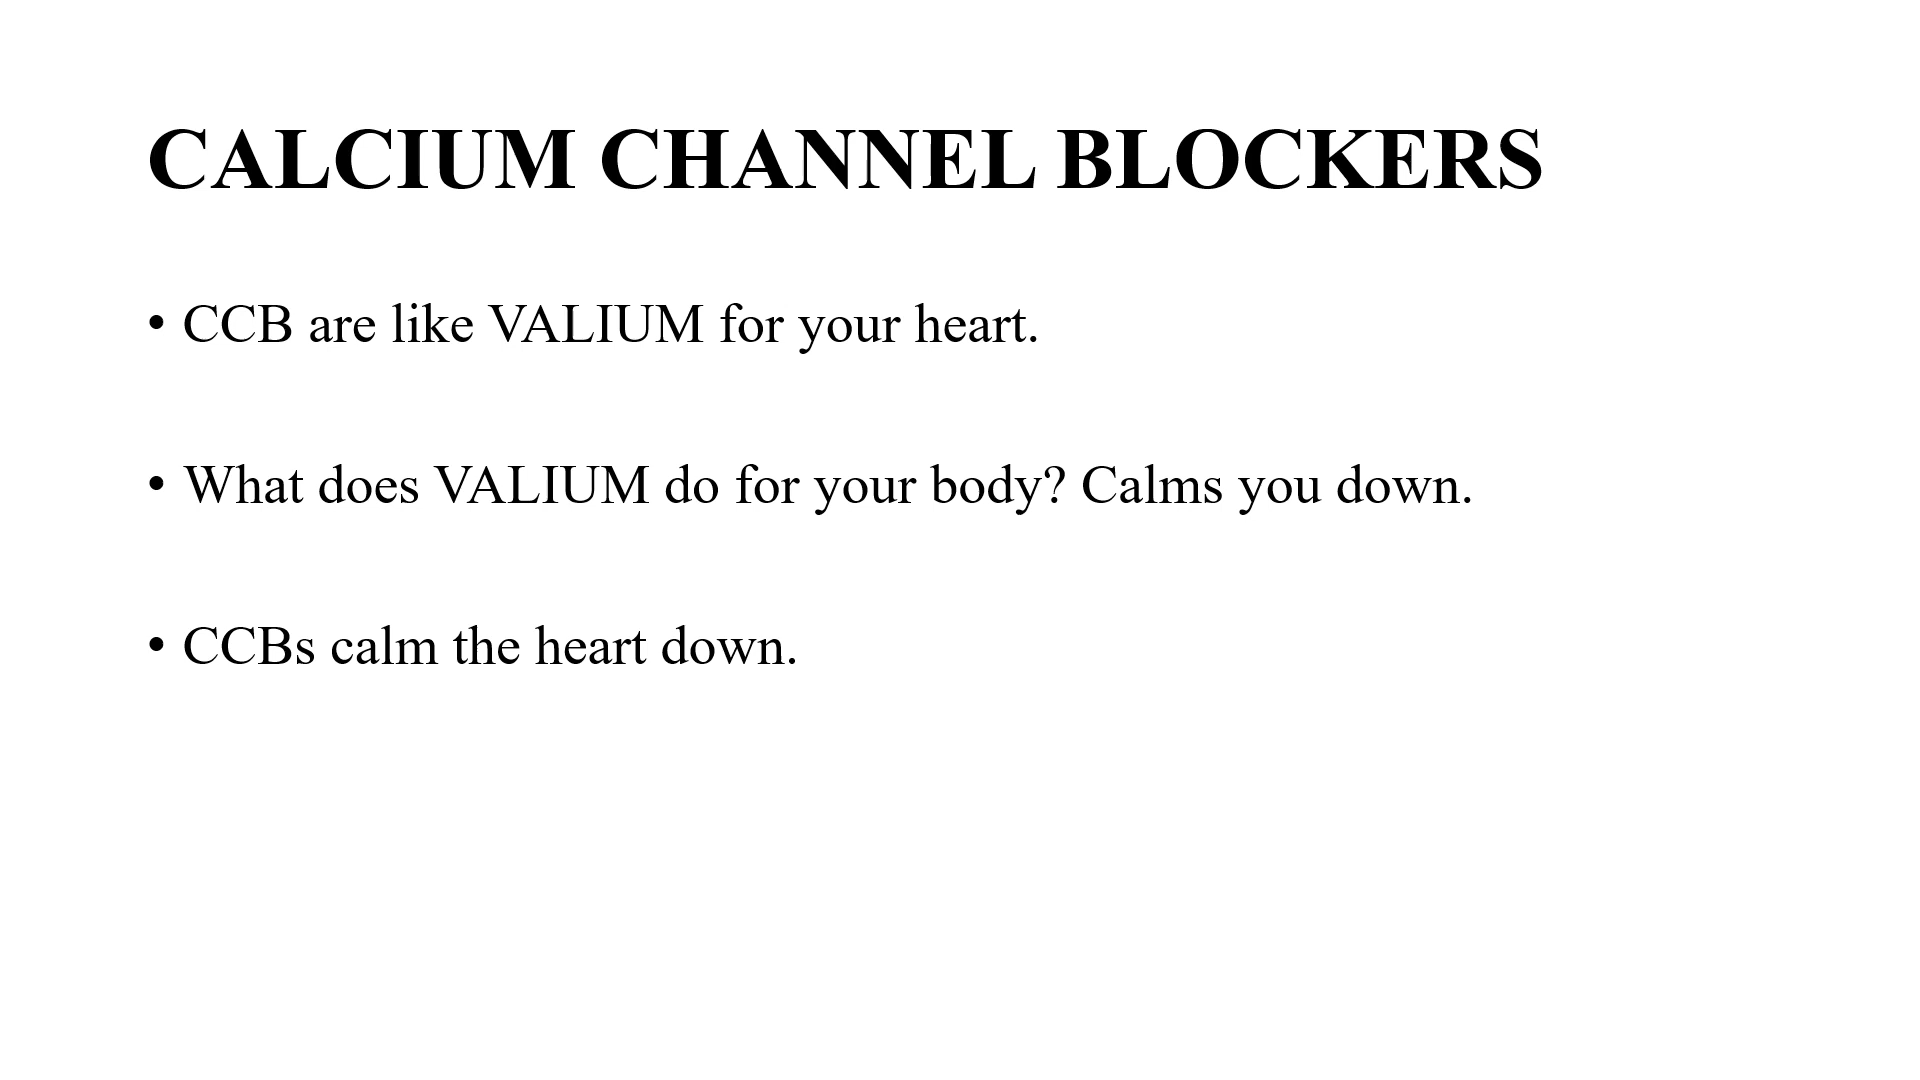 CALCIUM CHANNEL BLOCKERS
• CCB are like VALIUM for your heart.
• What does VALIUM do for your body? Calms you down.
• CCBs calm the heart down.